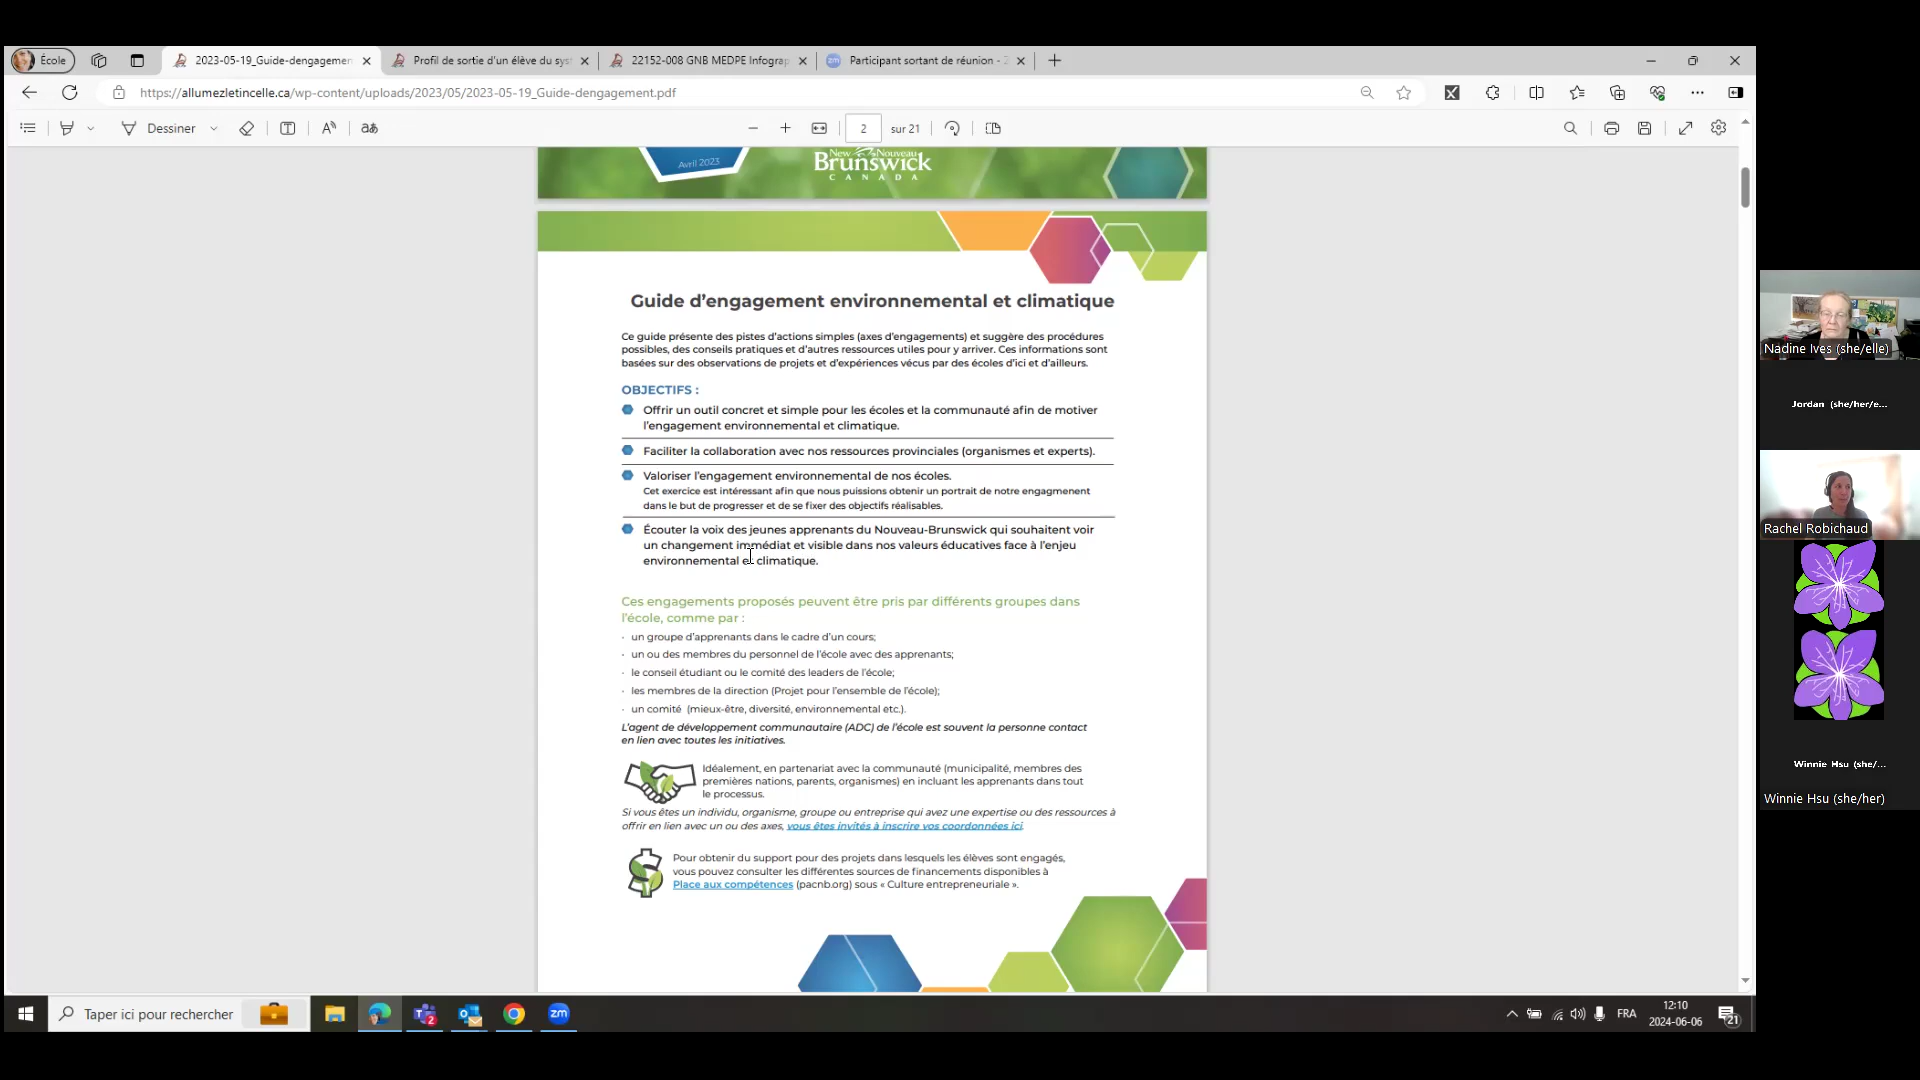 École
2023-05-19_Guide-dengagemen
Profil de sortie d'un élève du sys
22152-008 GNB MEDPE Infograp
Participant sortant de réunion -
https://allumezletincelle.ca/wp-content/uploads/2023/05/2023-05-19_Guide-dengagement.pdf
Dessiner
2 sur 21
Avril 2023
New Nouveau
Brunswick
CANADA
Guide d'engagement environnemental et climatique
Ce guide présente des pistes d'actions simples (axes d'engagements) et suggère des procédures
possibles, des conseils pratiques et d'autres ressources utiles pour y arriver. Ces informations sont
basées sur des observations de projets et d'expériences vécus par des écoles d'ici et d'ailleurs.
OBJECTIFS :
Offrir un outil concret et simple pour les écoles et la communauté afin de motiver
l'engagement environnemental et climatique.
Faciliter la collaboration avec nos ressources provinciales (organismes et experts).
Valoriser l'engagement environnemental de nos écoles.
Cet exercice est intéressant afin que nous puissions obtenir un portrait de notre engagmenent
dans le but de progresser et de se fixer des objectifs réalisables.
Écouter la voix des jeunes apprenants du Nouveau-Brunswick qui souhaitent voir
un changement immédiat et visible dans nos valeurs éducatives face à l'enjeu
environnemental et climatique.
Ces engagements proposés peuvent être pris par différents groupes dans
l'école, comme par :
· un groupe d'apprenants dans le cadre d'un cours;
· un ou des membres du personnel de l'école avec des apprenants;
· le conseil étudiant ou le comité des leaders de l'école;
· les membres de la direction (Projet pour l'ensemble de l'école);
· un comité (mieux-être, diversité, environnemental etc.).
L'agent de développement communautaire (ADC) de l'école est souvent la personne contact
en lien avec toutes les initiatives.
Idéalement, en partenariat avec la communauté (municipalité, membres des
premières nations, parents, organismes) en incluant les apprenants dans tout
le processus.
Si vous êtes un individu, organisme, groupe ou entreprise qui avez une expertise ou des ressources à
offrir en lien avec un ou des axes, vous êtes invités à inscrire vos coordonnées ici.
Pour obtenir du support pour des projets dans lesquels les élèves sont engagés,
vous pouvez consulter les différentes sources de financements disponibles à
Place aux compétences (pacnb.org) sous « Culture entrepreneuriale ».
Nadine Ives (she/elle)
Jordan (she/her/e...
Rachel Robichaud
Winnie Hsu (she/...
Winnie Hsu (she/her)
Taper ici pour rechercher
2
zm
FRA
12:10
2024-06-06
21